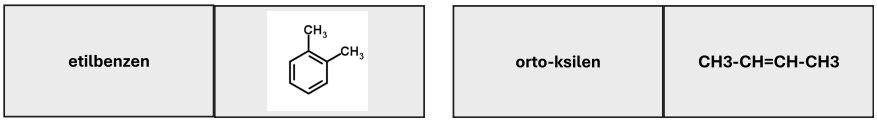 etilbenzen
CH3
CH3
orto-ksilen
CH3-CH=CH-CH3